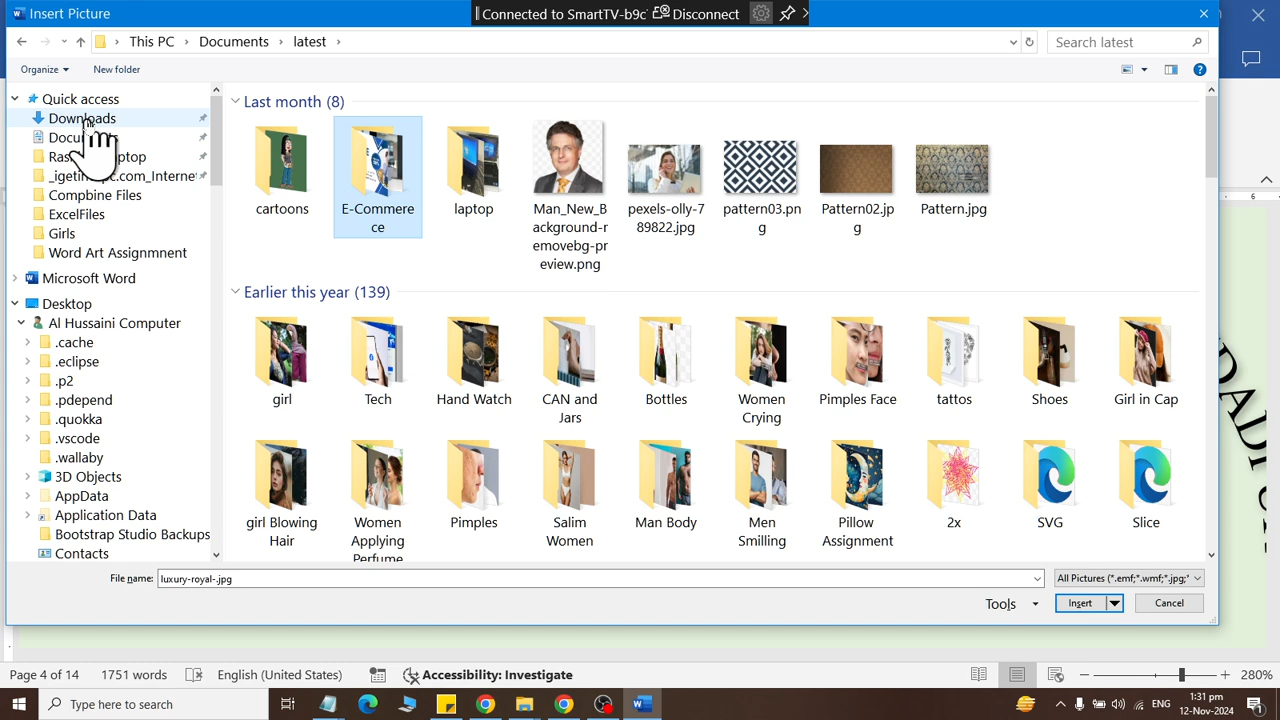 Insert Picture
Connected to SmartTV-b9c
Disconnect
This PC
Documents
latest
Search latest
Organize
New folder
Quick access
Downloads
Last month (8)
cartoons
E-Commerece
laptop
Man_New_Background-removebg-preview.png
pexels-olly-789822.jpg
pattern03.png
Pattern02.jpg
Pattern.jpg
Compbine Files
ExcelFiles
Girls
Word Art Assignmnent
Microsoft Word
Desktop
Al Hussaini Computer
.cache
.eclipse
.p2
.pdepend
.quokka
.vscode
.wallaby
3D Objects
AppData
Application Data
Bootstrap Studio Backups
Contacts
Earlier this year (139)
girl
Tech
Hand Watch
CAN and Jars
Bottles
Women Crying
Pimples Face
tattos
Shoes
Girl in Cap
girl Blowing Hair
Women Applying Perfume
Pimples
Salim Women
Man Body
Men Smilling
Pillow Assignment
2x
SVG
Slice
File name:
luxury-royal-.jpg
All Pictures (*.emf;*.wmf;*.jpg;*
Tools
Insert
Cancel
6
Page 4 of 14
1751 words
English (United States)
Accessibility: Investigate
280%
Type here to search
ENG
1:31 pm
12-Nov-2024